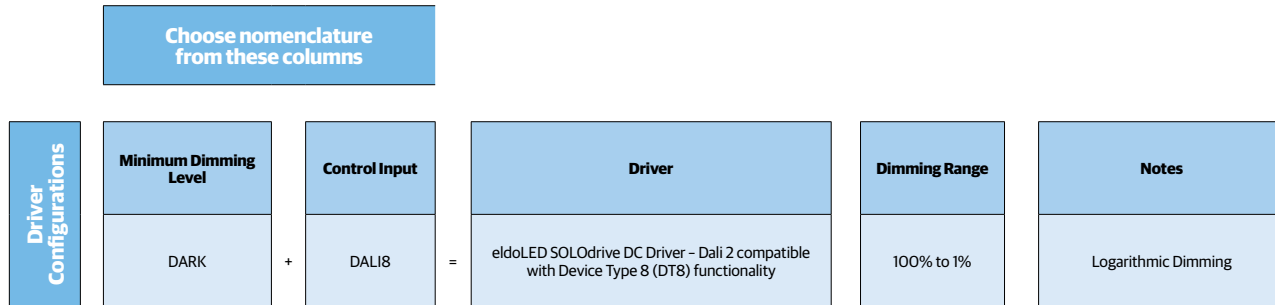 Choose nomenclature
from these columns
Driver
Configurations
Minimum Dimming
Level
Control Input
Driver
Dimming Range
Notes
DARK
+
DALI8
=
eldoLED SOLOdrive DC Driver – Dali 2 compatible
with Device Type 8 (DT8) functionality
100% to 1%
Logarithmic Dimming